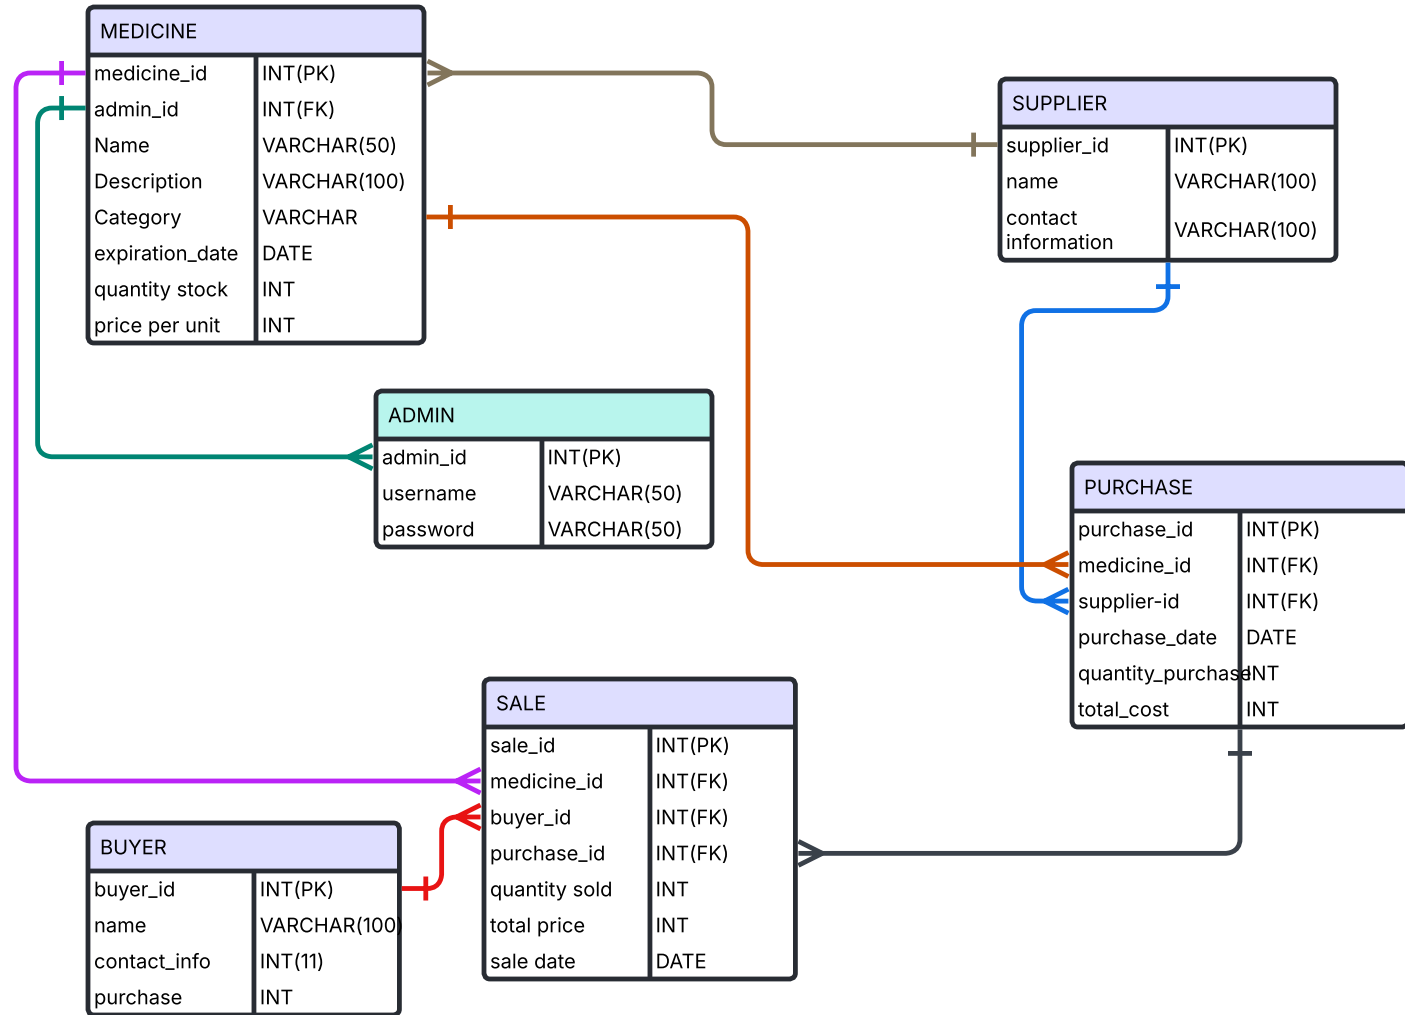 MEDICINE
medicine_id INT(PK)
admin_id INT(FK)
Name VARCHAR(50)
Description VARCHAR(100)
Category VARCHAR
expiration_date DATE
quantity stock INT
price per unit INT
SUPPLIER
supplier_id INT(PK)
name VARCHAR(100)
contact
information VARCHAR(100)
ADMIN
admin_id INT(PK)
username VARCHAR(50)
password VARCHAR(50)
PURCHASE
purchase_id INT(PK)
medicine_id INT(FK)
supplier-id INT(FK)
purchase_date DATE
quantity_purchase INT
total_cost INT
SALE
sale_id INT(PK)
medicine_id INT(FK)
buyer_id INT(FK)
purchase_id INT(FK)
quantity sold INT
total price INT
sale date DATE
BUYER
buyer_id INT(PK)
name VARCHAR(100)
contact_info INT(11)
purchase INT